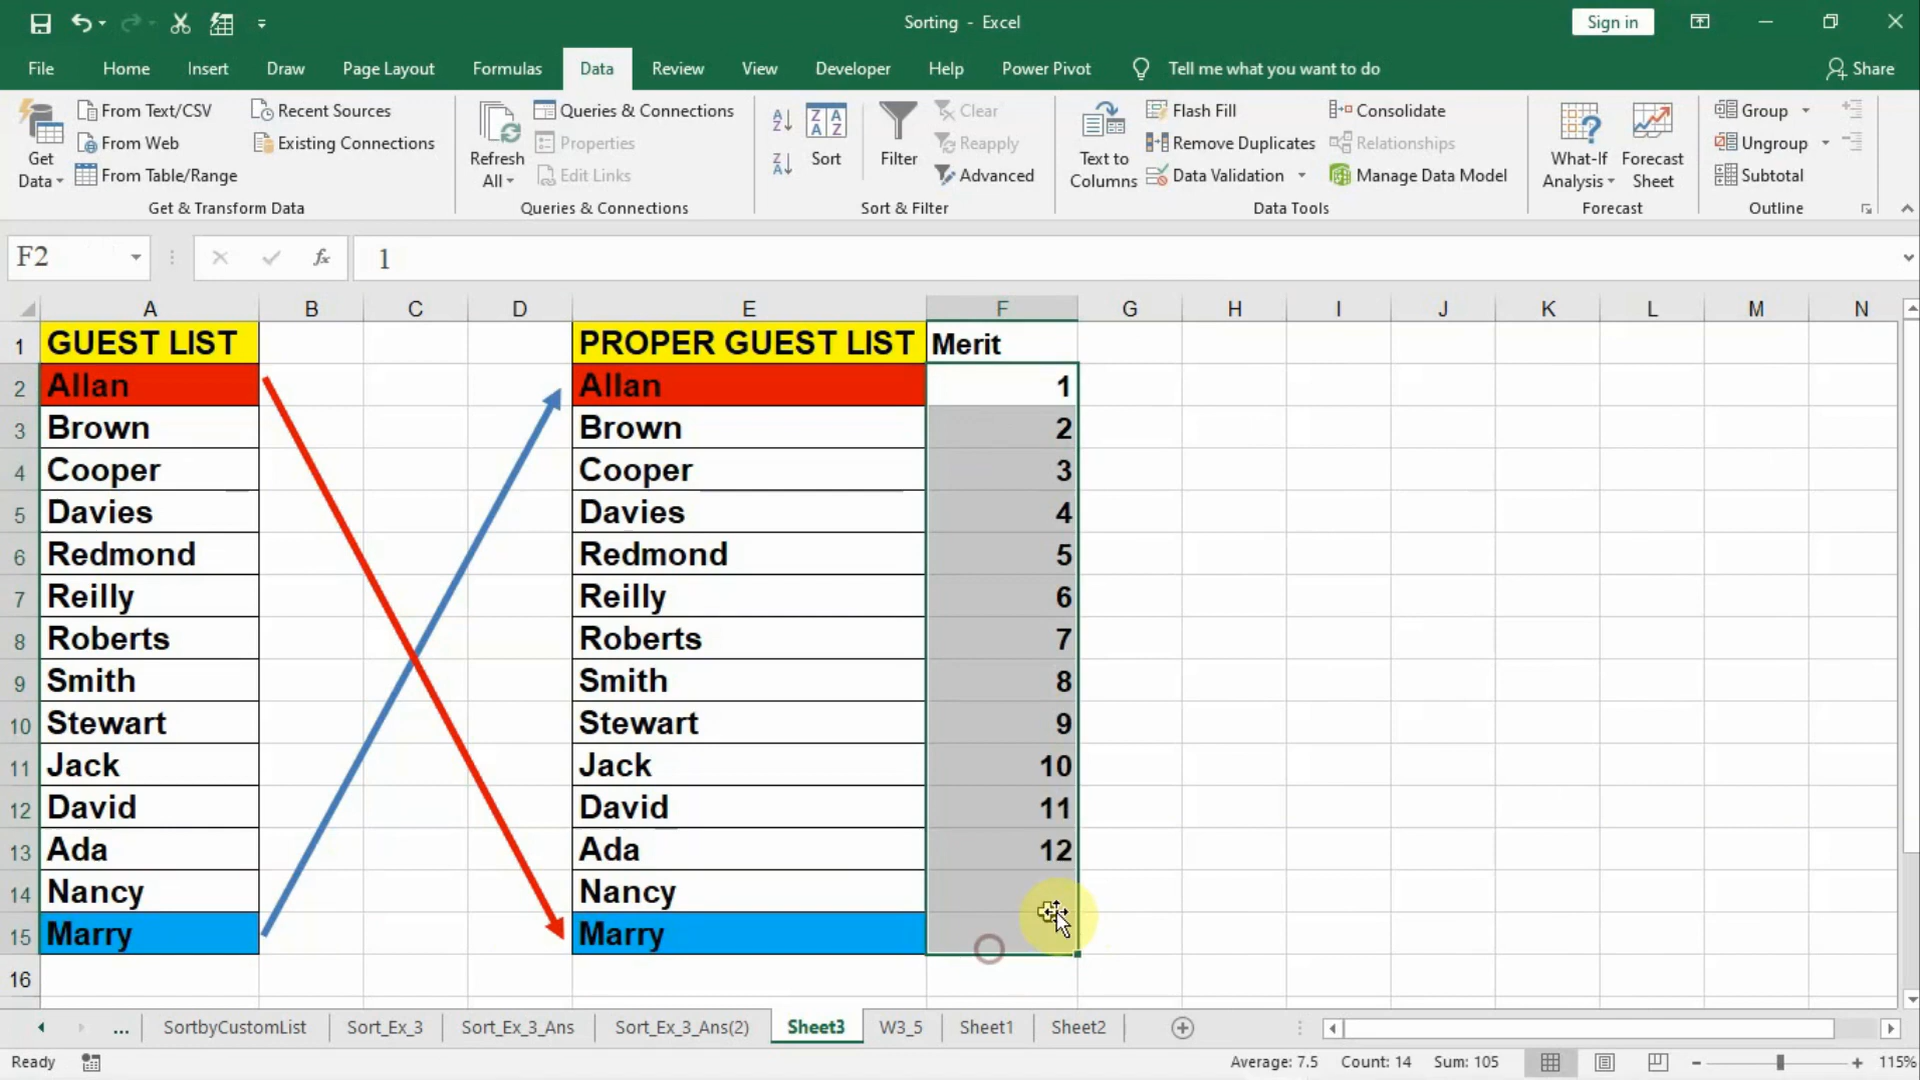 Sorting - Excel
Sign in
File Home Insert Draw Page Layout Formulas Data Review View Developer Help Power Pivot Tell me what you want to do Share
Get Data
From Text/CSV
From Web
From Table/Range
Recent Sources
Existing Connections
Get & Transform Data
Refresh All
Queries & Connections
Properties
Edit Links
Queries & Connections
Sort
Filter
Clear
Reapply
Advanced
Sort & Filter
Text to Columns
Flash Fill
Remove Duplicates
Data Validation
Consolidate
Relationships
Manage Data Model
Data Tools
What-If Analysis
Forecast Sheet
Forecast
Group
Ungroup
Subtotal
Outline
F2 fx 1
A B C D E F G H I J K L M N
1 GUEST LIST PROPER GUEST LIST Merit
2 Allan Allan 1
3 Brown Brown 2
4 Cooper Cooper 3
5 Davies Davies 4
6 Redmond Redmond 5
7 Reilly Reilly 6
8 Roberts Roberts 7
9 Smith Smith 8
10 Stewart Stewart 9
11 Jack Jack 10
12 David David 11
13 Ada Ada 12
14 Nancy Nancy
15 Marry Marry
16
... SortbyCustomList Sort_Ex_3 Sort_Ex_3_Ans Sort_Ex_3_Ans(2) Sheet3 W3_5 Sheet1 Sheet2
Ready Average: 7.5 Count: 14 Sum: 105 115%